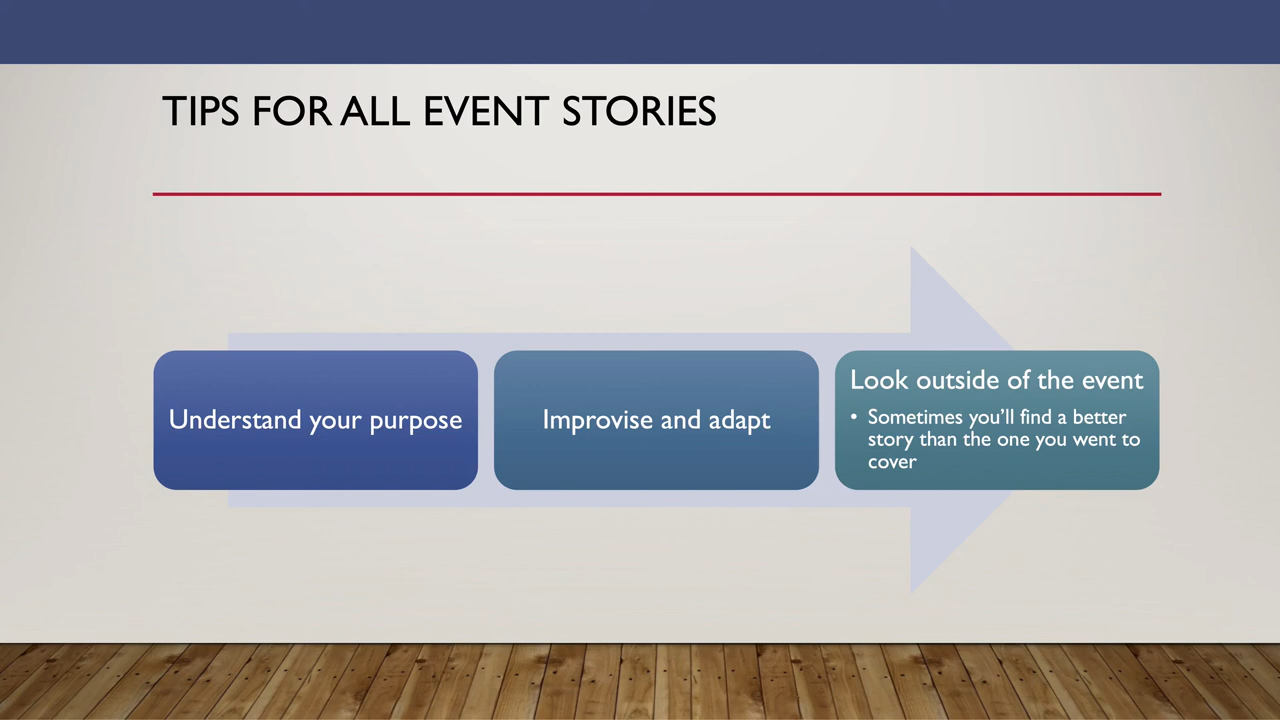 TIPS FOR ALL EVENT STORIES
Understand your purpose
Improvise and adapt
Look outside of the event
• Sometimes you’ll find a better
story than the one you went to
cover